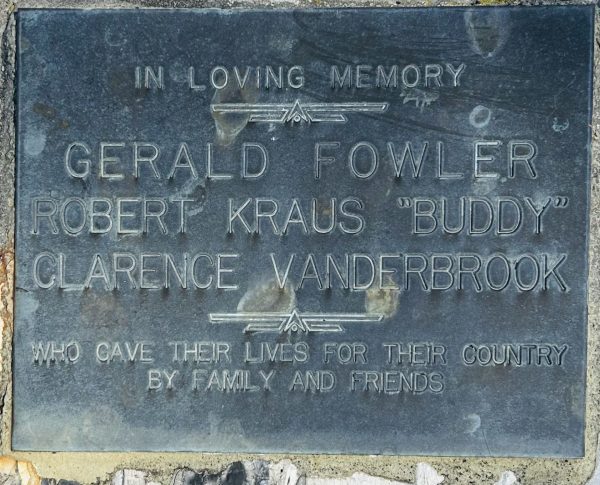 IN LOVING MEMORY
GERALD FOWLER
ROBERT KRAUS "BUDDY"
CLARENCE VANDERBROOK
WHO GAVE THEIR LIVES FOR THEIR COUNTRY
BY FAMILY AND FRIENDS